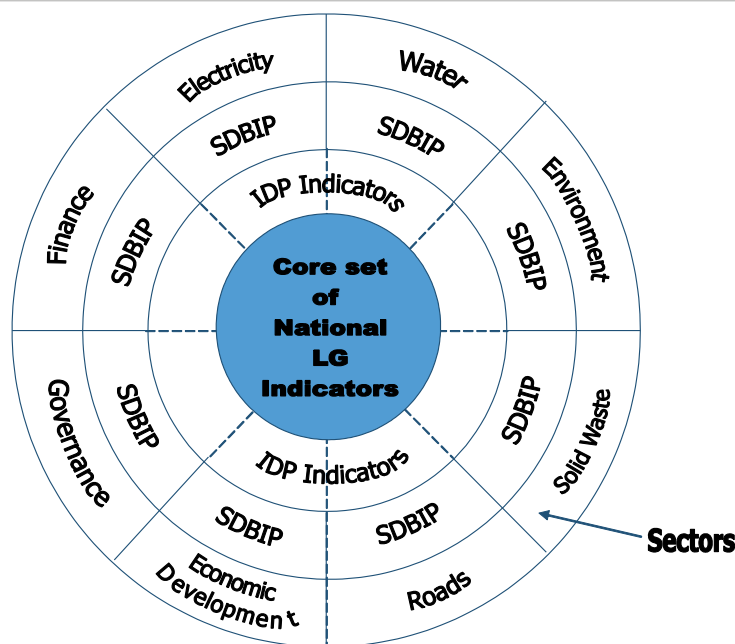 Electricity
Water
Environment
Solid Waste
Roads
Economic
Development
Governance
Finance
SDBIP
SDBIP
SDBIP
SDBIP
SDBIP
SDBIP
SDBIP
SDBIP
IDP Indicators
Core set
of
National
LG
Indicators
IDP Indicators
Sectors